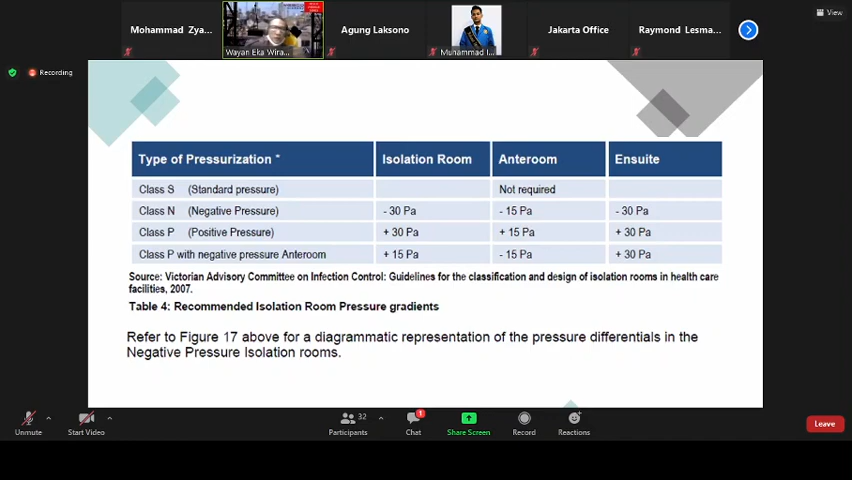 Mohammad Zya...
Wayan Eka Wira...
Agung Laksono
Muhammad I...
Jakarta Office
Raymond Lesma...
View
Recording
Type of Pressurization * Isolation Room Anteroom Ensuite
Class S (Standard pressure) Not required
Class N (Negative Pressure) - 30 Pa - 15 Pa - 30 Pa
Class P (Positive Pressure) + 30 Pa + 15 Pa + 30 Pa
Class P with negative pressure Anteroom + 15 Pa - 15 Pa + 30 Pa
Source: Victorian Advisory Committee on Infection Control: Guidelines for the classification and design of isolation rooms in health care
facilities, 2007.
Table 4: Recommended Isolation Room Pressure gradients
Refer to Figure 17 above for a diagrammatic representation of the pressure differentials in the
Negative Pressure Isolation rooms.
Unmute
Start Video
32
Participants
1
Chat
Share Screen
Record
Reactions
Leave